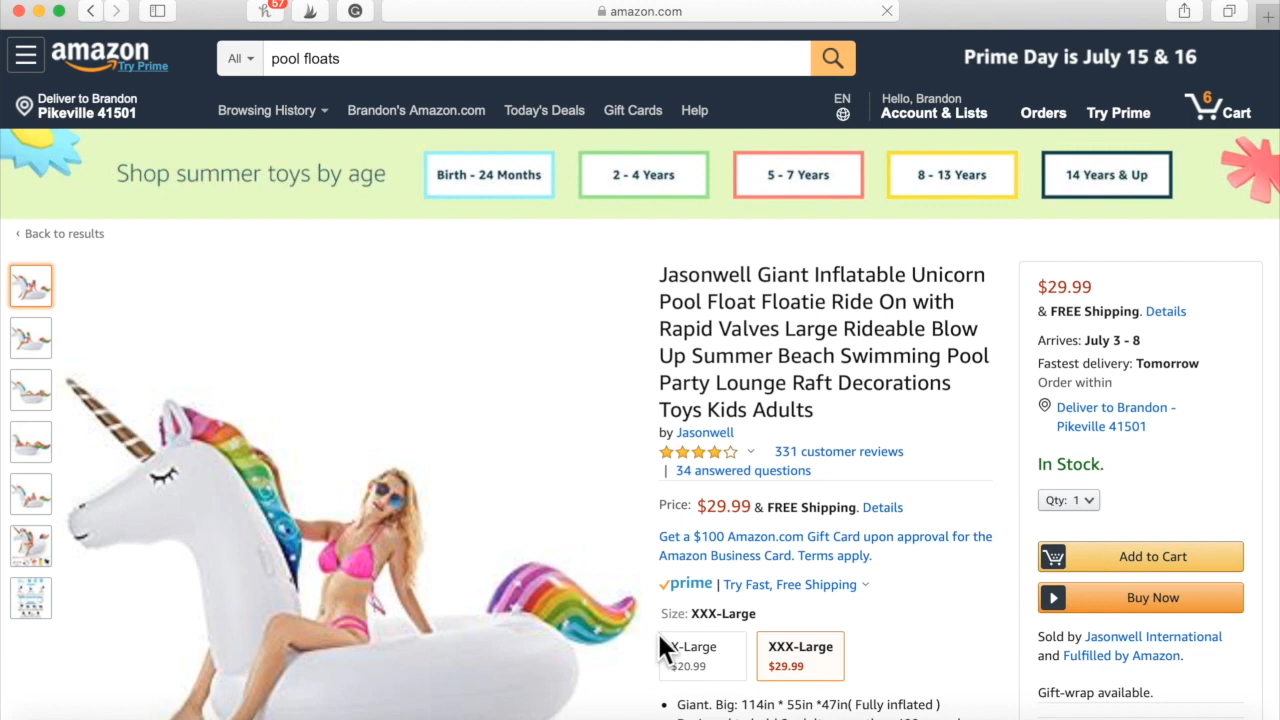 57
amazon.com
amazon
Try Prime
All
pool floats
Prime Day is July 15 & 16
Deliver to Brandon
Pikeville 41501
Browsing History
Brandon's Amazon.com
Today's Deals
Gift Cards
Help
EN
Hello, Brandon
Account & Lists
Orders
Try Prime
6
Cart
Shop summer toys by age
Birth - 24 Months
2 - 4 Years
5 - 7 Years
8 - 13 Years
14 Years & Up
‹ Back to results
Jasonwell Giant Inflatable Unicorn
Pool Float Floatie Ride On with
Rapid Valves Large Rideable Blow
Up Summer Beach Swimming Pool
Party Lounge Raft Decorations
Toys Kids Adults
by Jasonwell
331 customer reviews
| 34 answered questions
Price: $29.99 & FREE Shipping. Details
Get a $100 Amazon.com Gift Card upon approval for the
Amazon Business Card. Terms apply.
prime | Try Fast, Free Shipping
Size: XXX-Large
X-Large
$20.99
XXX-Large
$29.99
• Giant. Big: 114in * 55in *47in( Fully inflated )
$29.99
& FREE Shipping. Details
Arrives: July 3 - 8
Fastest delivery: Tomorrow
Order within
Deliver to Brandon -
Pikeville 41501
In Stock.
Qty: 1
Add to Cart
Buy Now
Sold by Jasonwell International
and Fulfilled by Amazon.
Gift-wrap available.